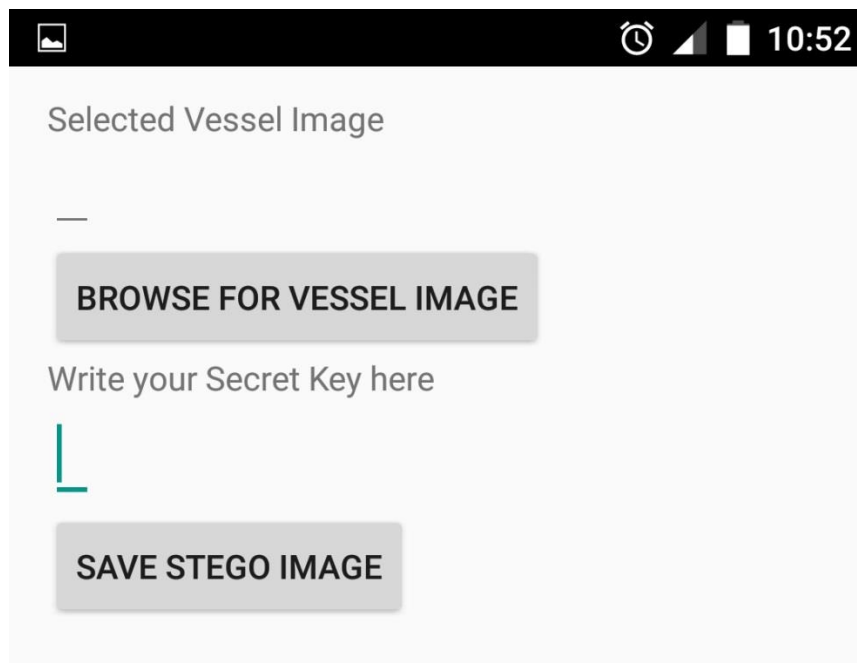 10:52
Selected Vessel Image
BROWSE FOR VESSEL IMAGE
Write your Secret Key here
SAVE STEGO IMAGE